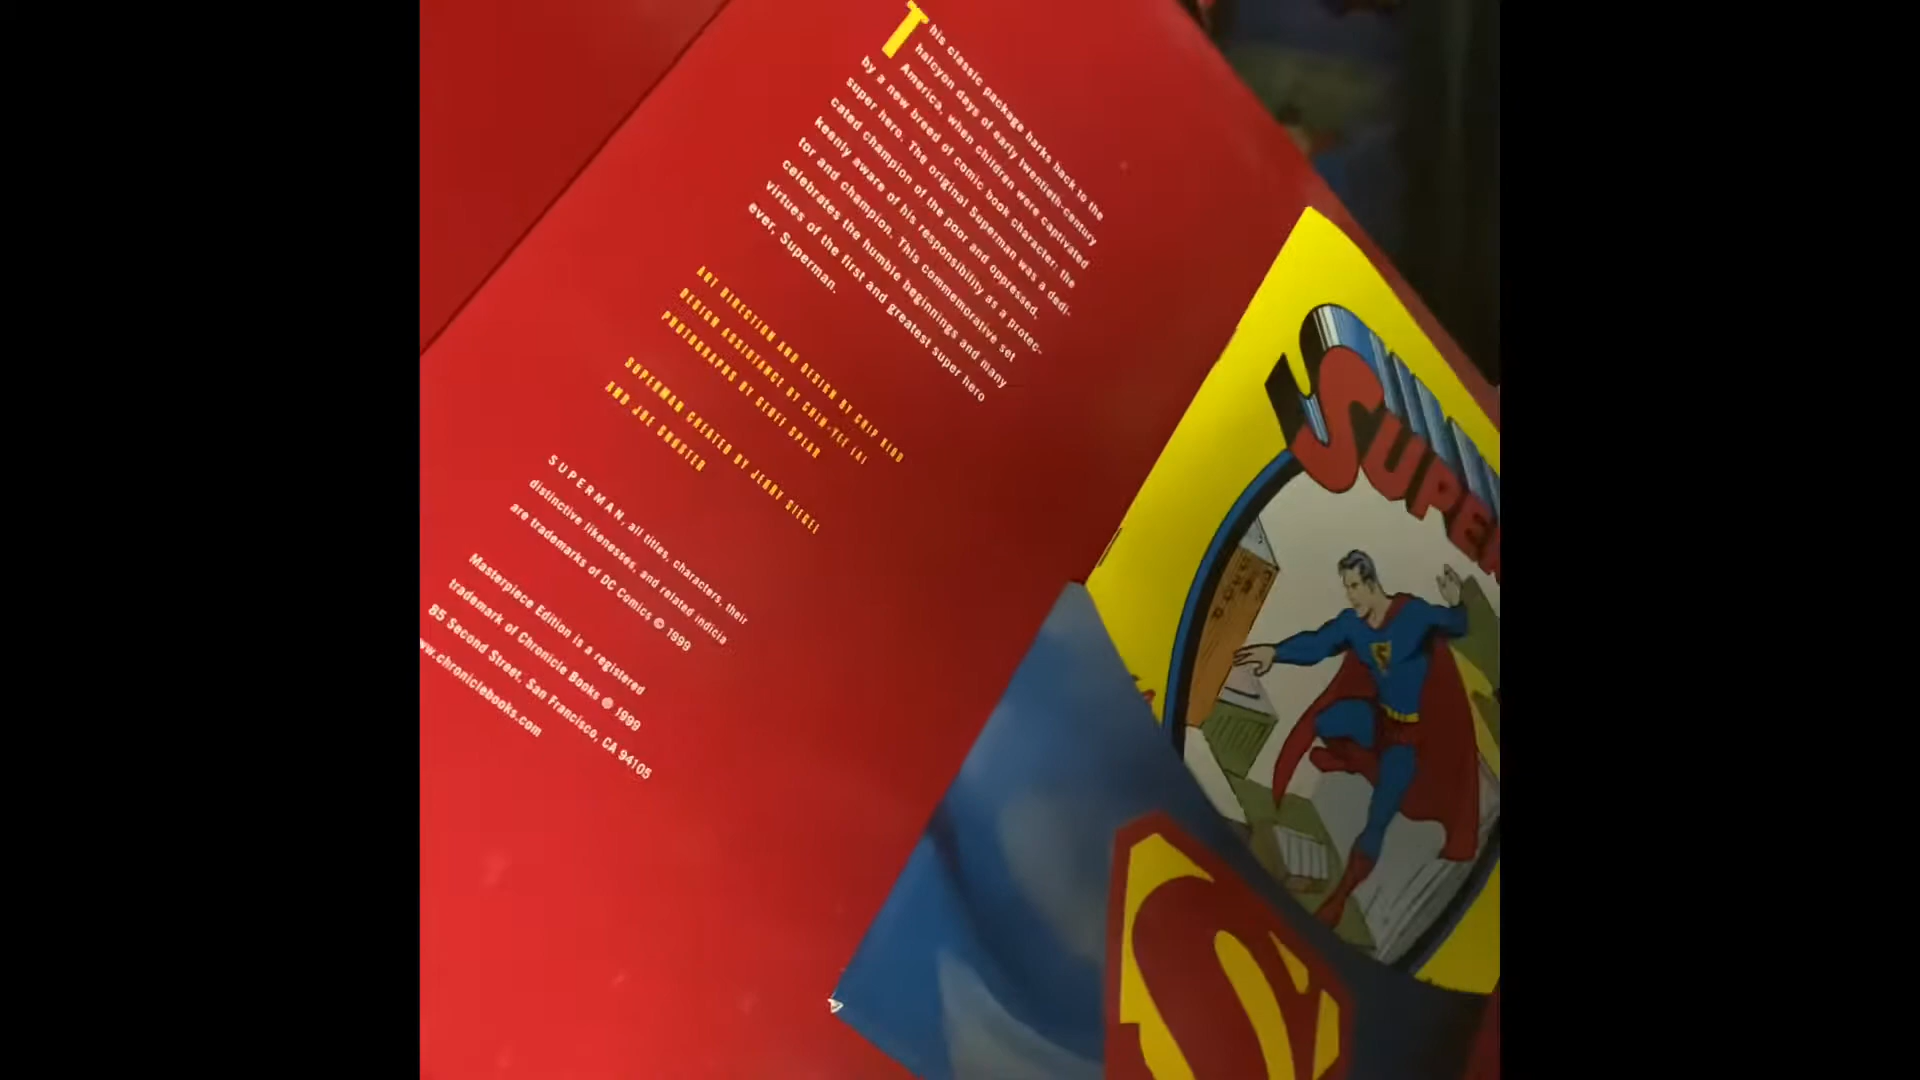 This classic package harks back to the
halcyon days of early twentieth-century
America, when children were captivated
by a new breed of comic book character: the
super hero. The original Superman was a dedi-
cated champion of the poor and oppressed,
keenly aware of his responsibility as a protec-
tor and champion. This commemorative set
celebrates the humble beginnings and many
virtues of the first and greatest super hero
ever, Superman.
ART DIRECTION AND DESIGN BY CHIP KIDD
DESIGN ASSISTANCE BY CHIN-YEE LAI
PHOTOGRAPHS BY GEOFF SPEAR
SUPERMAN CREATED BY JERRY SIEGEL
AND JOE SHUSTER
SUPERMAN, all titles, characters, their
distinctive likenesses, and related indicia
are trademarks of DC Comics © 1999
Masterpiece Edition is a registered
trademark of Chronicle Books © 1999
85 Second Street, San Francisco, CA 94105
ww.chroniclebooks.com
SUPER